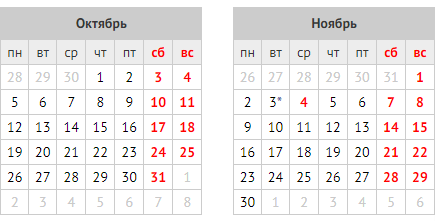 Октябрь
пн вт ср чт пт сб вс
28 29 30 1 2 3 4
5 6 7 8 9 10 11
12 13 14 15 16 17 18
19 20 21 22 23 24 25
26 27 28 29 30 31 1
2 3 4 5 6 7 8
Ноябрь
пн вт ср чт пт сб вс
26 27 28 29 30 31 1
2 3* 4 5 6 7 8
9 10 11 12 13 14 15
16 17 18 19 20 21 22
23 24 25 26 27 28 29
30 1 2 3 4 5 6